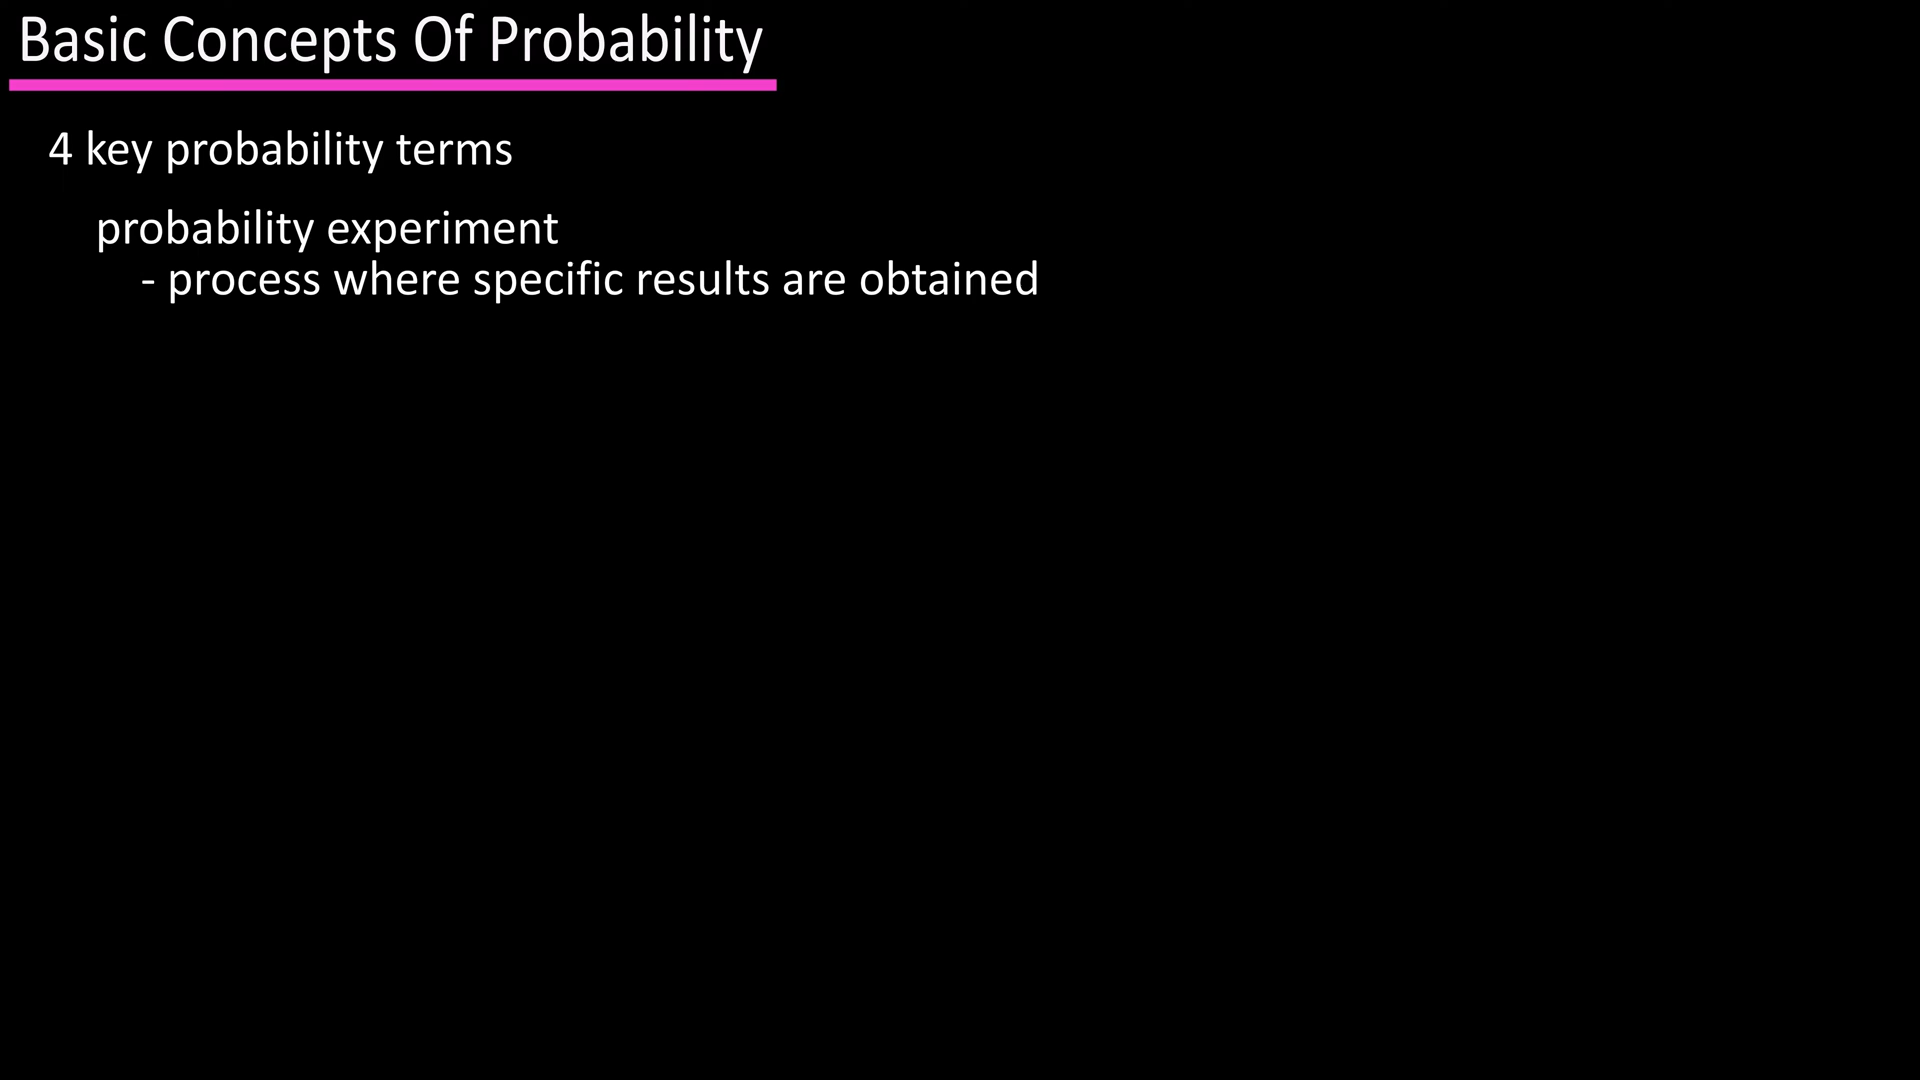 Basic Concepts Of Probability
4 key probability terms
probability experiment
- process where specific results are obtained